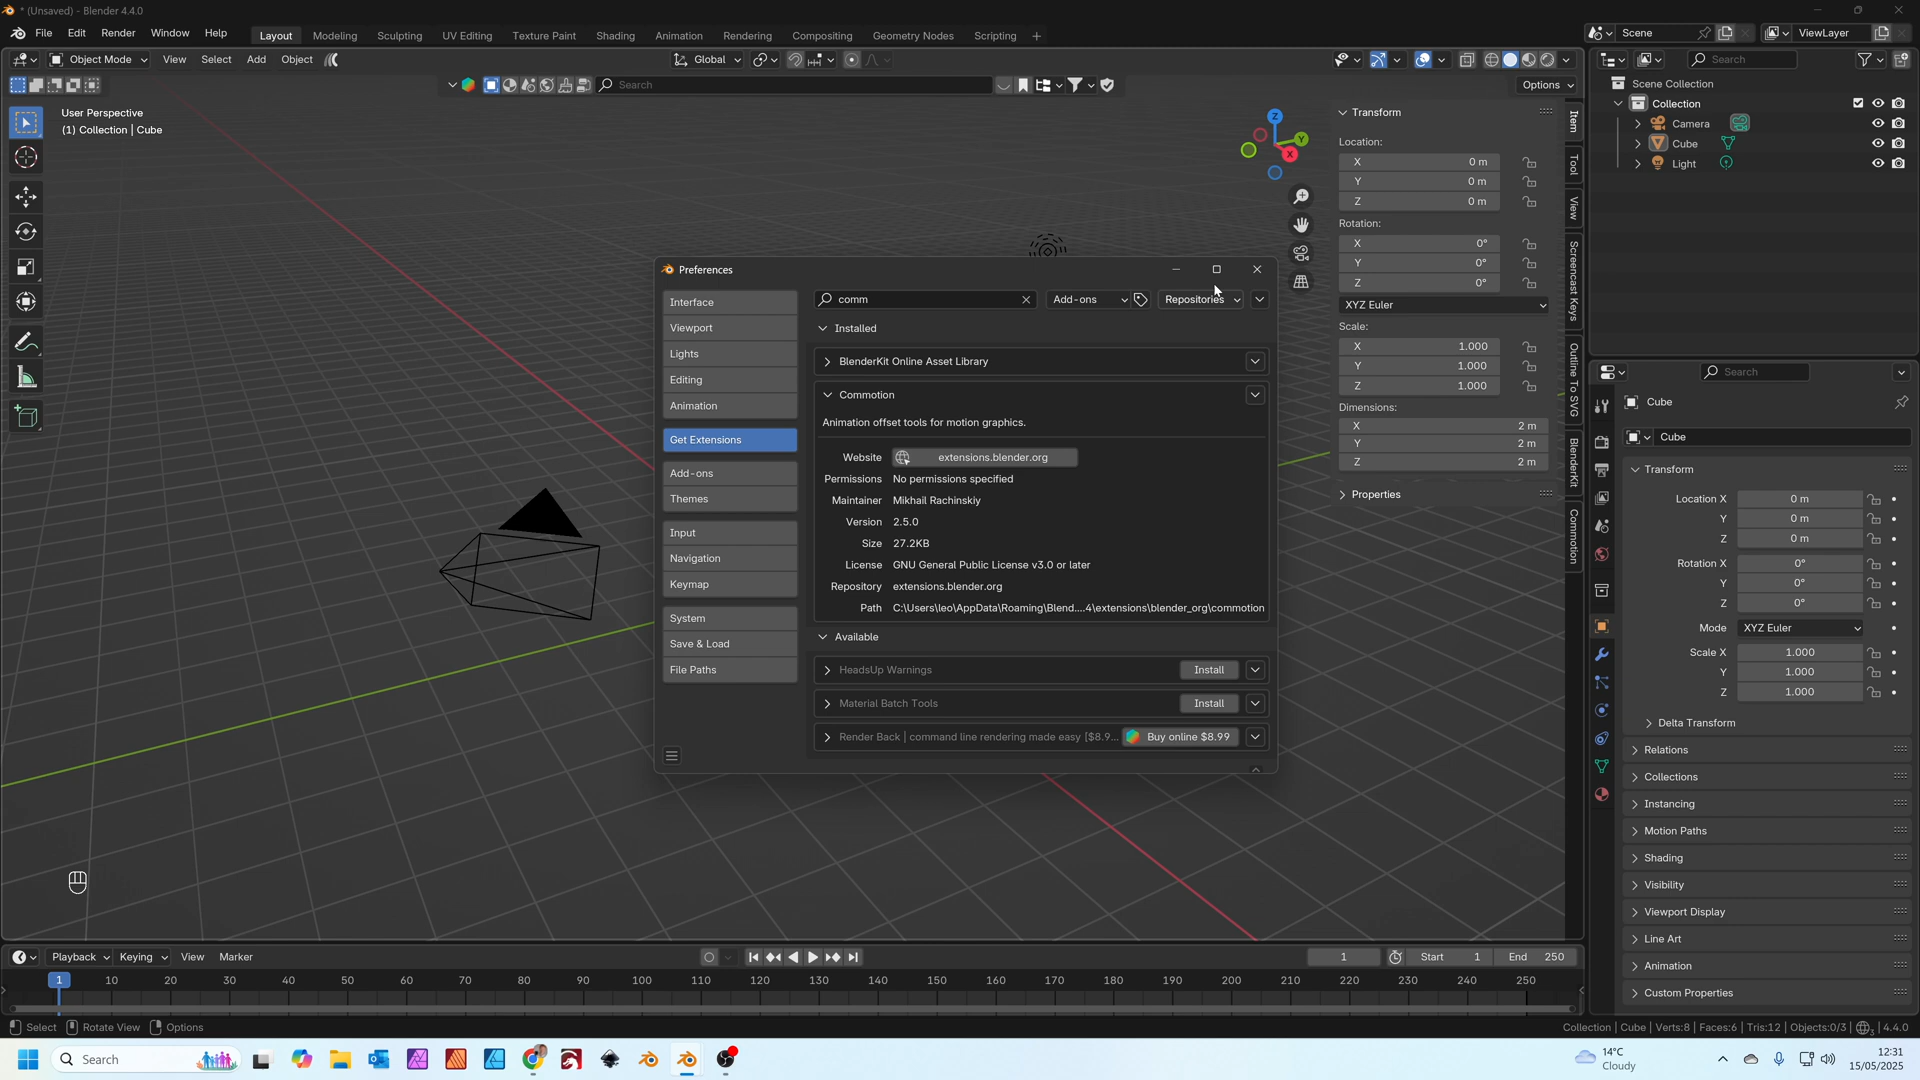 * (Unsaved) - Blender 4.4.0
File Edit Render Window Help
Layout Modeling Sculpting UV Editing Texture Paint Shading Animation Rendering Compositing Geometry Nodes Scripting +
Scene
ViewLayer
Object Mode View Select Add Object
Global
Search
Search
Options
User Perspective
(1) Collection | Cube
Z
Y
X
Scene Collection
Collection
Camera
Cube
Light
Transform
Location:
X 0 m
Y 0 m
Z 0 m
Rotation:
X 0°
Y 0°
Z 0°
XYZ Euler
Scale:
X 1.000
Y 1.000
Z 1.000
Dimensions:
X 2 m
Y 2 m
Z 2 m
Properties
Item
Tool
View
Screencast Keys
Outline To SVG
BlenderKit
Commotion
Preferences
Interface
Viewport
Lights
Editing
Animation
Get Extensions
Add-ons
Themes
Input
Navigation
Keymap
System
Save & Load
File Paths
comm
Add-ons
Repositories
Installed
BlenderKit Online Asset Library
Commotion
Animation offset tools for motion graphics.
Website extensions.blender.org
Permissions No permissions specified
Maintainer Mikhail Rachinskiy
Version 2.5.0
Size 27.2KB
License GNU General Public License v3.0 or later
Repository extensions.blender.org
Path C:\Users\leo\AppData\Roaming\Blend....4\extensions\blender_org\commotion
Available
HeadsUp Warnings Install
Material Batch Tools Install
Render Back | command line rendering made easy [$8.9... Buy online $8.99
Search
Cube
Cube
Transform
Location X 0 m
Y 0 m
Z 0 m
Rotation X 0°
Y 0°
Z 0°
Mode XYZ Euler
Scale X 1.000
Y 1.000
Z 1.000
Delta Transform
Relations
Collections
Instancing
Motion Paths
Shading
Visibility
Viewport Display
Line Art
Animation
Custom Properties
Playback Keying View Marker
1
Start 1
End 250
1 10 20 30 40 50 60 70 80 90 100 110 120 130 140 150 160 170 180 190 200 210 220 230 240 250
Select Rotate View Options
Collection | Cube | Verts:8 | Faces:6 | Tris:12 | Objects:0/3 | 3 | 4.4.0
Search
14°C
Cloudy
12:31
15/05/2025